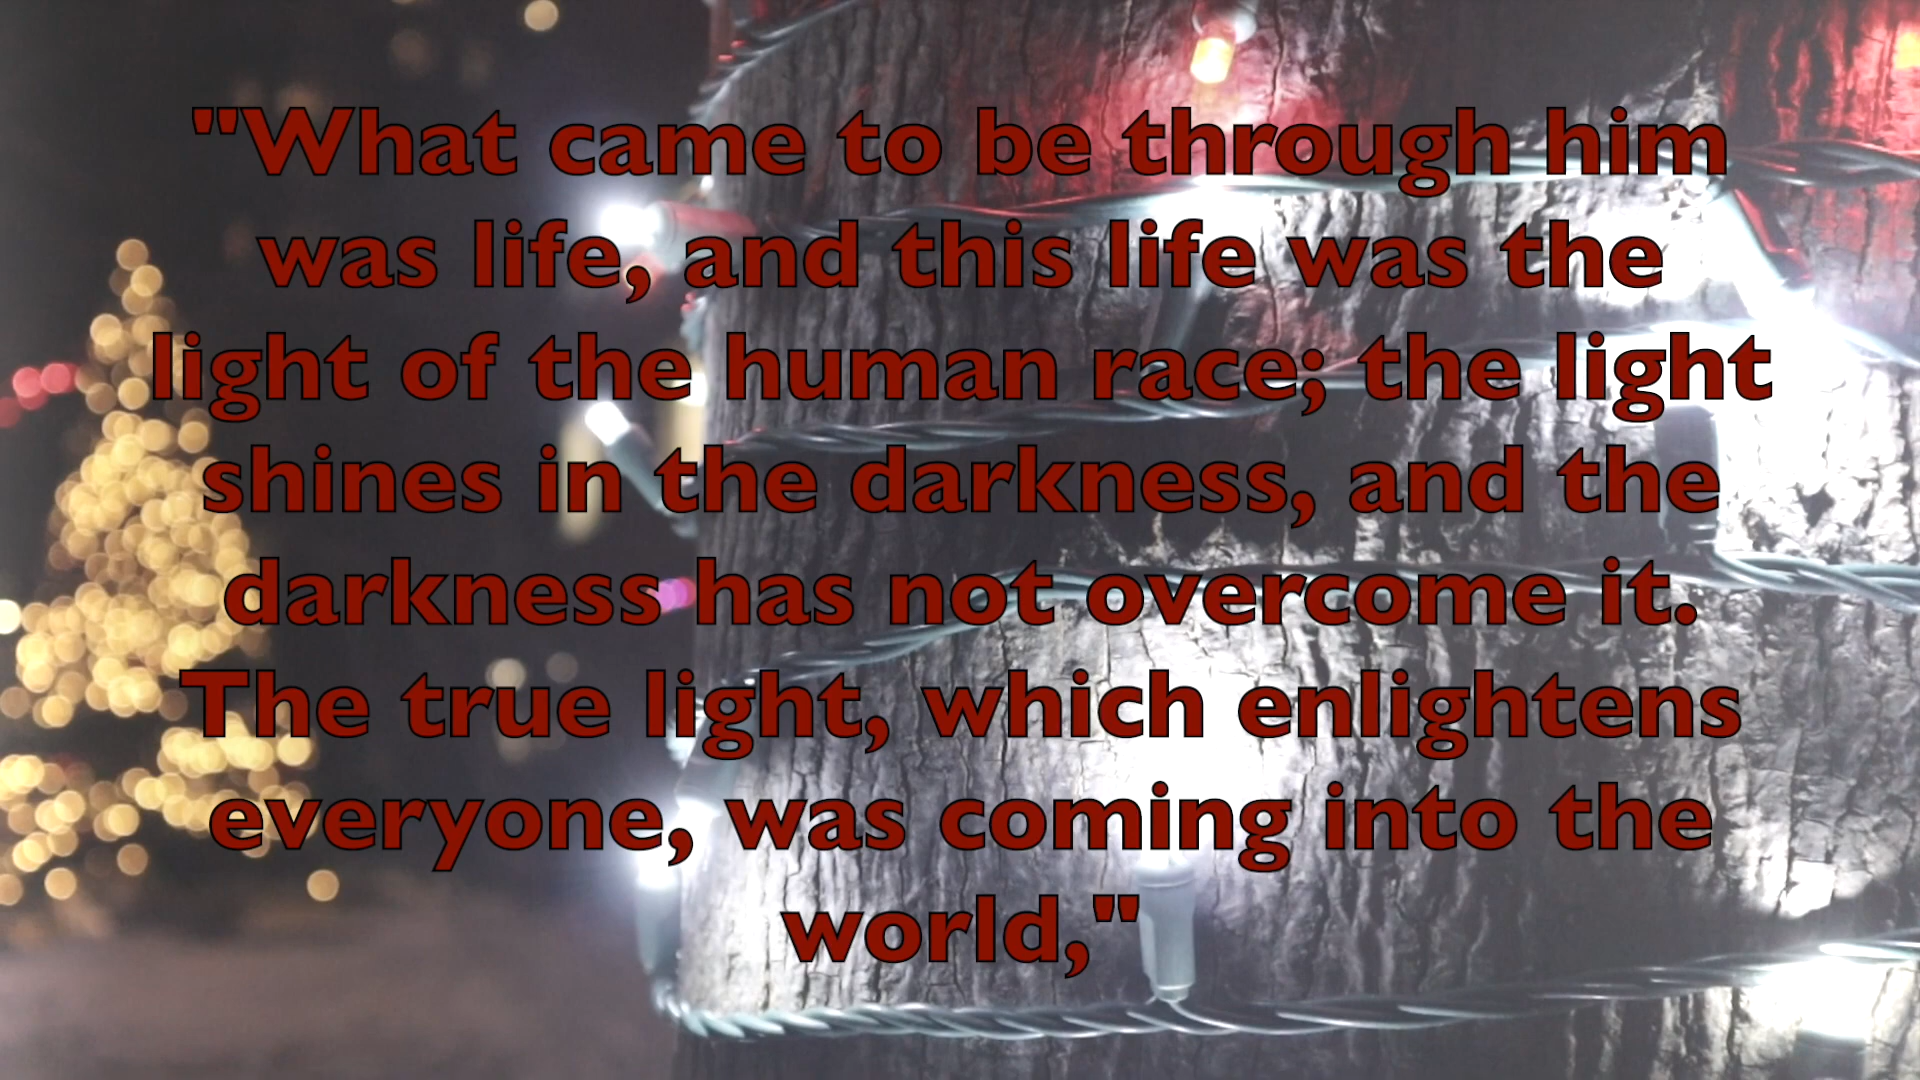 "What came to be through him
was life, and this life was the
light of the human race; the light
shines in the darkness, and the
darkness has not overcome it.
The true light, which enlightens
everyone, was coming into the
world,"